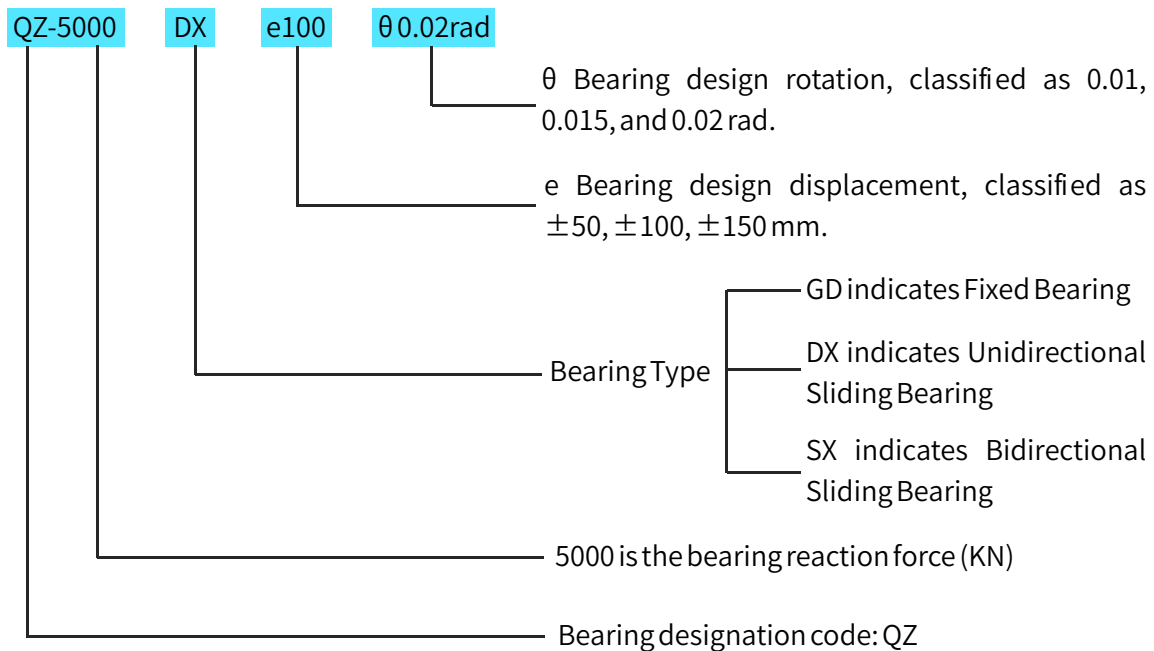 QZ-5000 DX e100 θ0.02rad
θ Bearing design rotation, classified as 0.01,
0.015, and 0.02 rad.
e Bearing design displacement, classified as
±50, ±100, ±150 mm.
GD indicates Fixed Bearing
DX indicates Unidirectional
Sliding Bearing
Bearing Type
SX indicates Bidirectional
Sliding Bearing
5000 is the bearing reaction force (KN)
Bearing designation code: QZ